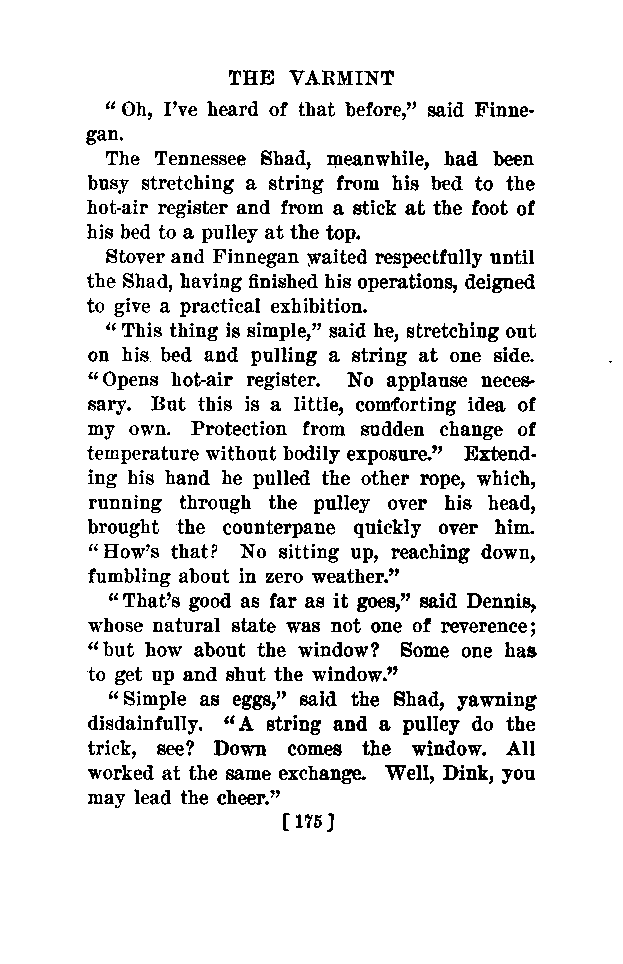 THE VARMINT
“Oh, I’ve heard of that before,” said Finne-
gan.
The Tennessee Shad, meanwhile, had been
busy stretching a string from his bed to the
hot-air register and from a stick at the foot of
his bed to a pulley at the top.
Stover and Finnegan waited respectfully until
the Shad, having finished his operations, deigned
to give a practical exhibition.
“This thing is simple,” said he, stretching out
on his bed and pulling a string at one side.
“Opens hot-air register. No applause neces-
sary. But this is a little, comforting idea of
my own. Protection from sudden change of
temperature without bodily exposure.” Extend-
ing his hand he pulled the other rope, which,
running through the pulley over his head,
brought the counterpane quickly over him.
“How’s that? No sitting up, reaching down,
fumbling about in zero weather.”
“That’s good as far as it goes,” said Dennis,
whose natural state was not one of reverence;
“but how about the window? Some one has
to get up and shut the window.”
“Simple as eggs,” said the Shad, yawning
disdainfully. “A string and a pulley do the
trick, see? Down comes the window. All
worked at the same exchange. Well, Dink, you
may lead the cheer.”
[175]